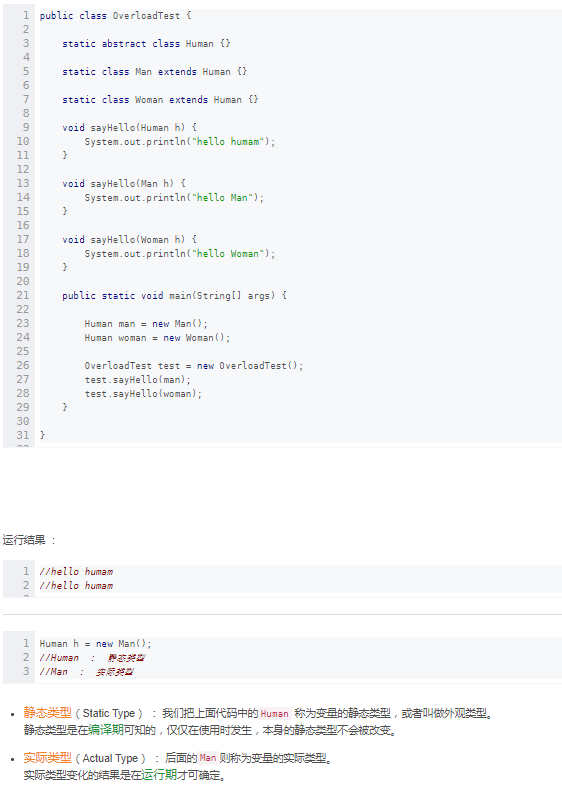 1 public class OverloadTest {
2
3     static abstract class Human {}
4
5     static class Man extends Human {}
6
7     static class Woman extends Human {}
8
9     void sayHello(Human h) {
10         System.out.println("hello humam");
11     }
12
13     void sayHello(Man h) {
14         System.out.println("hello Man");
15     }
16
17     void sayHello(Woman h) {
18         System.out.println("hello Woman");
19     }
20
21     public static void main(String[] args) {
22
23         Human man = new Man();
24         Human woman = new Woman();
25
26         OverloadTest test = new OverloadTest();
27         test.sayHello(man);
28         test.sayHello(woman);
29     }
30
31 }
运行结果 ：
1 //hello humam
2 //hello humam
1 Human h = new Man();
2 //Human ： 静态类型
3 //Man ： 实际类型
• 静态类型（Static Type） ： 我们把上面代码中的 Human 称为变量的静态类型，或者叫做外观类型。
静态类型是在编译期可知的，仅仅在使用时发生，本身的静态类型不会被改变。
• 实际类型（Actual Type） ： 后面的 Man 则称为变量的实际类型。
实际类型变化的结果是在运行期才可确定。